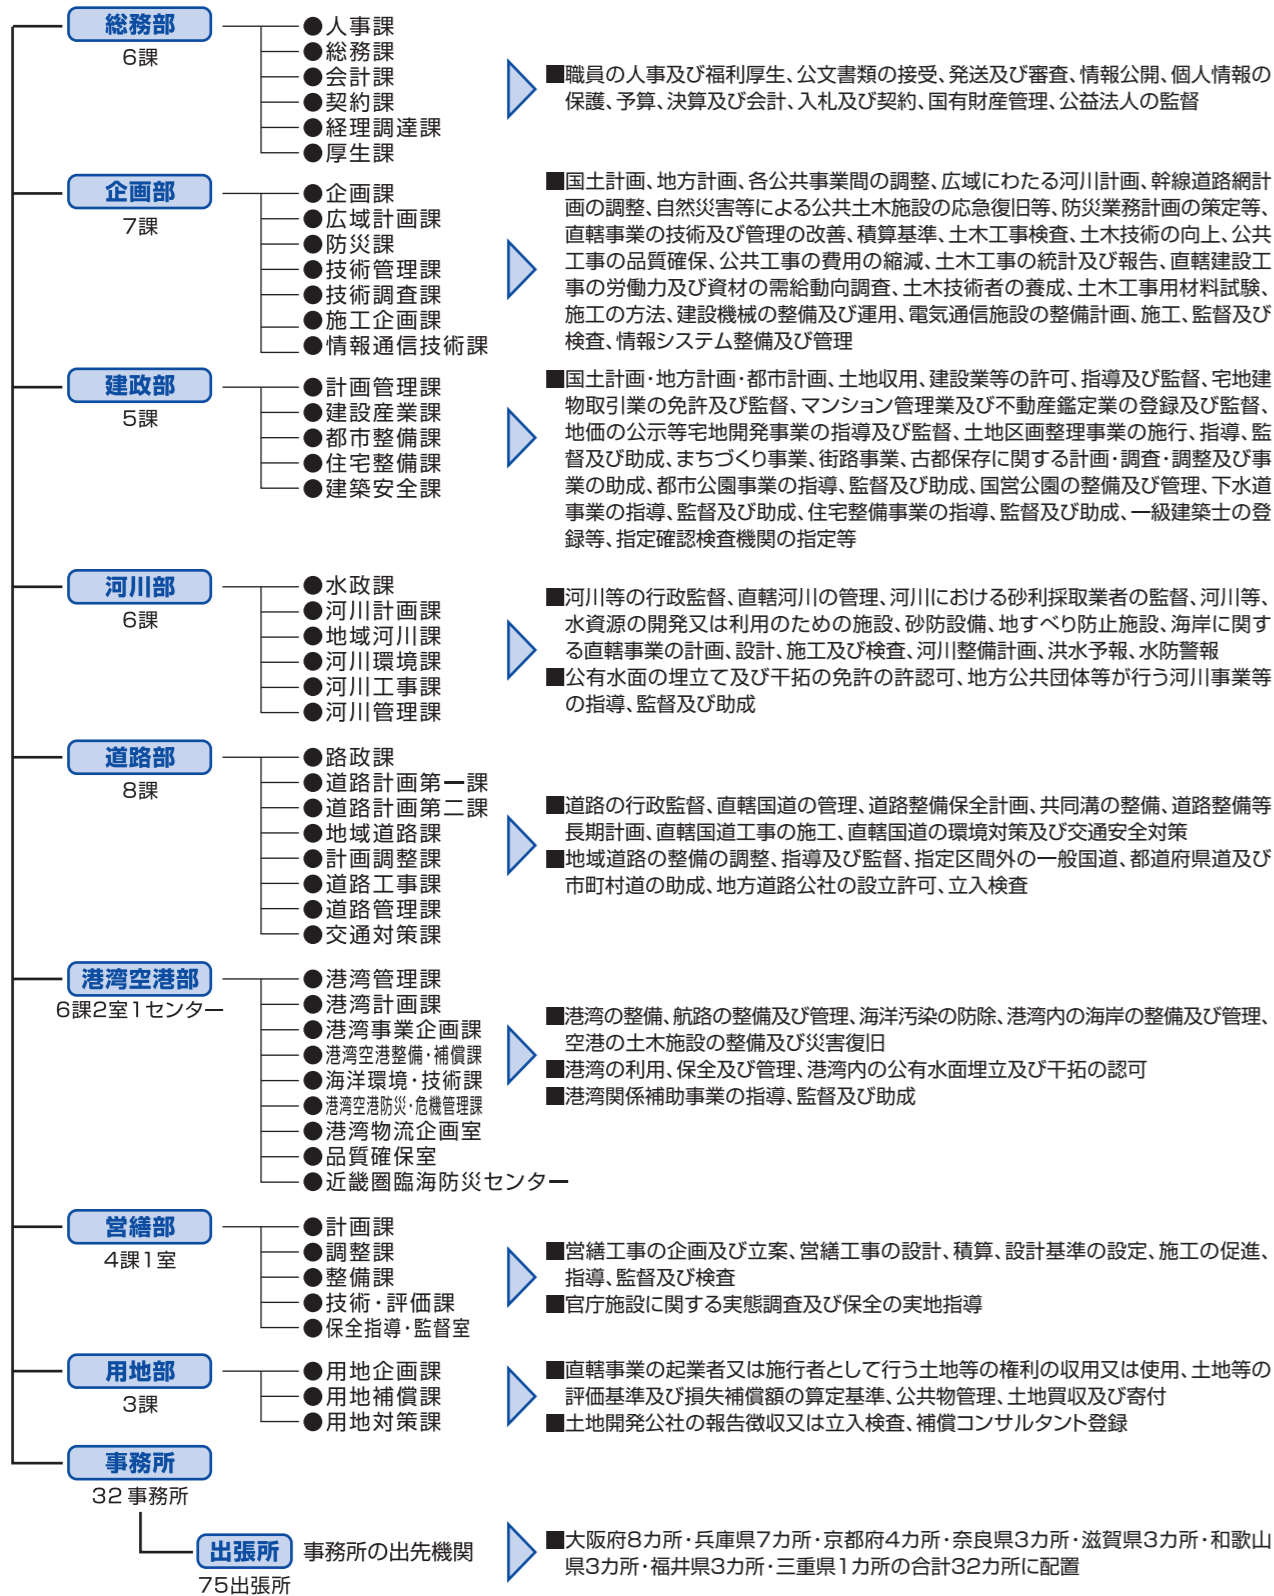 総務部
6課
●人事課
●総務課
●会計課
●契約課
●経理調達課
●厚生課
■職員の人事及び福利厚生、公文書類の接受、発送及び審査、情報公開、個人情報の
保護、予算、決算及び会計、入札及び契約、国有財産管理、公益法人の監督
企画部
7課
●企画課
●広域計画課
●防災課
●技術管理課
●技術調査課
●施工企画課
●情報通信技術課
■国土計画、地方計画、各公共事業間の調整、広域にわたる河川計画、幹線道路網計
画の調整、自然災害等による公共土木施設の応急復旧等、防災業務計画の策定等、
直轄事業の技術及び管理の改善、積算基準、土木工事検査、土木技術の向上、公共
工事の品質確保、公共工事の費用の縮減、土木工事の統計及び報告、直轄建設工
事の労働力及び資材の需給動向調査、土木技術者の養成、土木工事用材料試験、
施工の方法、建設機械の整備及び運用、電気通信施設の整備計画、施工、監督及び
検査、情報システム整備及び管理
建政部
5課
●計画管理課
●建設産業課
●都市整備課
●住宅整備課
●建築安全課
■国土計画・地方計画・都市計画、土地収用、建設業等の許可、指導及び監督、宅地建
物取引業の免許及び監督、マンション管理業及び不動産鑑定業の登録及び監督、
地価の公示等宅地開発事業の指導及び監督、土地区画整理事業の施行、指導、監
督及び助成、まちづくり事業、街路事業、古都保存に関する計画・調査・調整及び事
業の助成、都市公園事業の指導、監督及び助成、国営公園の整備及び管理、下水道
事業の指導、監督及び助成、住宅整備事業の指導、監督及び助成、一級建築士の登
録等、指定確認検査機関の指定等
河川部
6課
●水政課
●河川計画課
●地域河川課
●河川環境課
●河川工事課
●河川管理課
■河川等の行政監督、直轄河川の管理、河川における砂利採取業者の監督、河川等、
水資源の開発又は利用のための施設、砂防設備、地すべり防止施設、海岸に関す
る直轄事業の計画、設計、施工及び検査、河川整備計画、洪水予報、水防警報
■公有水面の埋立て及び干拓の免許の許認可、地方公共団体等が行う河川事業等
の指導、監督及び助成
道路部
8課
●路政課
●道路計画第一課
●道路計画第二課
●地域道路課
●計画調整課
●道路工事課
●道路管理課
●交通対策課
■道路の行政監督、直轄国道の管理、道路整備保全計画、共同溝の整備、道路整備等
長期計画、直轄国道工事の施工、直轄国道の環境対策及び交通安全対策
■地域道路の整備の調整、指導及び監督、指定区間外の一般国道、都道府県道及び
市町村道の助成、地方道路公社の設立許可、立入検査
港湾空港部
6課2室1センター
●港湾管理課
●港湾計画課
●港湾事業企画課
●港湾空港整備・補償課
●海洋環境・技術課
●港湾空港防災・危機管理課
●港湾物流企画室
●品質確保室
●近畿圏臨海防災センター
■港湾の整備、航路の整備及び管理、海洋汚染の防除、港湾内の海岸の整備及び管理、
空港の土木施設の整備及び災害復旧
■港湾の利用、保全及び管理、港湾内の公有水面埋立及び干拓の認可
■港湾関係補助事業の指導、監督及び助成
営繕部
4課1室
●計画課
●調整課
●整備課
●技術・評価課
●保全指導・監督室
■営繕工事の企画及び立案、営繕工事の設計、積算、設計基準の設定、施工の促進、
指導、監督及び検査
■官庁施設に関する実態調査及び保全の実地指導
用地部
3課
●用地企画課
●用地補償課
●用地対策課
■直轄事業の起業者又は施行者として行う土地等の権利の収用又は使用、土地等の
評価基準及び損失補償額の算定基準、公共物管理、土地買収及び寄付
■土地開発公社の報告徴収又は立入検査、補償コンサルタント登録
事務所
32 事務所
出張所 事務所の出先機関
75出張所
■大阪府8カ所・兵庫県7カ所・京都府4カ所・奈良県3カ所・滋賀県3カ所・和歌山
県3カ所・福井県3カ所・三重県1カ所の合計32カ所に配置